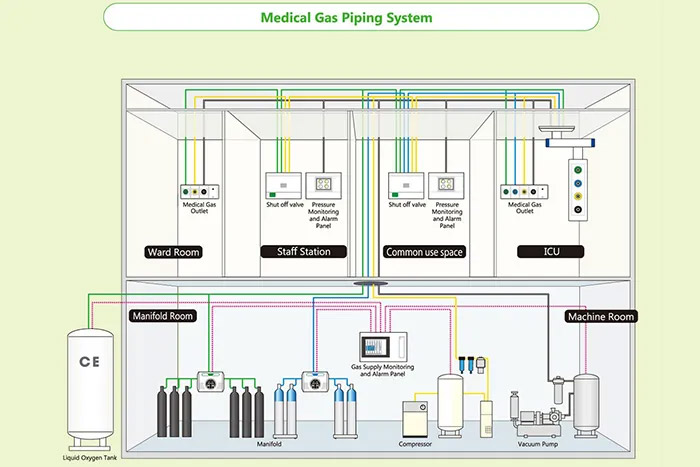 Medical Gas Piping System
Medical Gas
Outlet
Shut off valve
Pressure
Monitoring
and Alarm
Panel
Shut off valve
Pressure
Monitoring
and Alarm
Panel
Medical Gas
Outlet
Ward Room
Staff Station
Common use space
ICU
Manifold Room
Machine Room
CE
Gas Supply Monitoring
and Alarm Panel
Liquid Oxygen Tank
Manifold
Compressor
Vacuum Pump